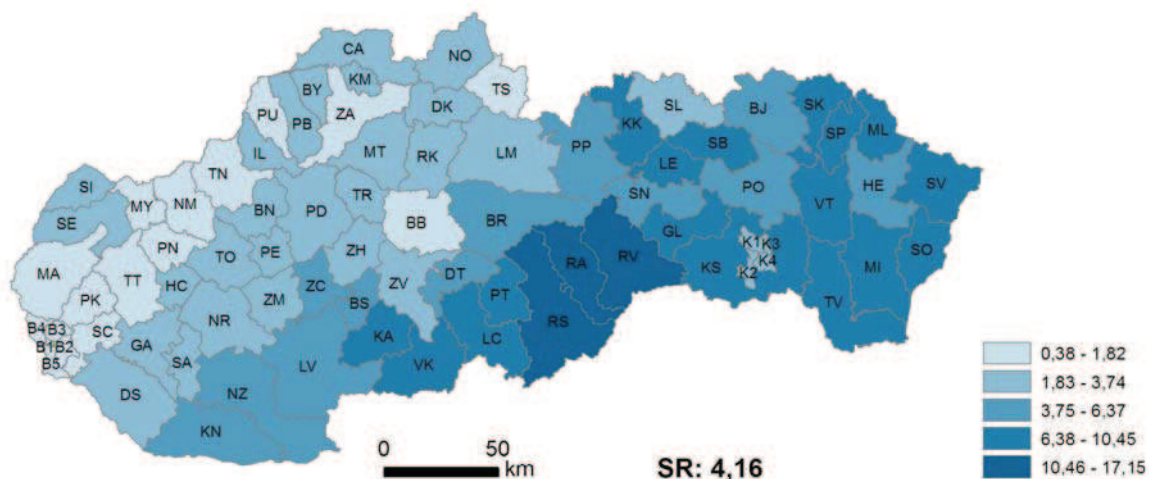 CA
NO
KM
BY
TS
PU
PB
ZA
DK
SL
BJ
SK
KK
SP
ML
IL
MT
RK
LM
PP
SB
LE
TN
SI
TR
SN
PO
HE
SV
MY
NM
BN
PD
BB
BR
VT
SE
GL
PN
TO
PE
ZH
K1 K3
K4
K2
SO
MA
TT
RA
RV
KS
MI
HC
ZV
DT
PK
ZM
ZC
BS
PT
TV
B4 B3
SC
NR
RS
B1 B2
GA
KA
LC
B5
SA
LV
VK
DS
NZ
KN
0 50
km
SR: 4,16
0,38 - 1,82
1,83 - 3,74
3,75 - 6,37
6,38 - 10,45
10,46 - 17,15